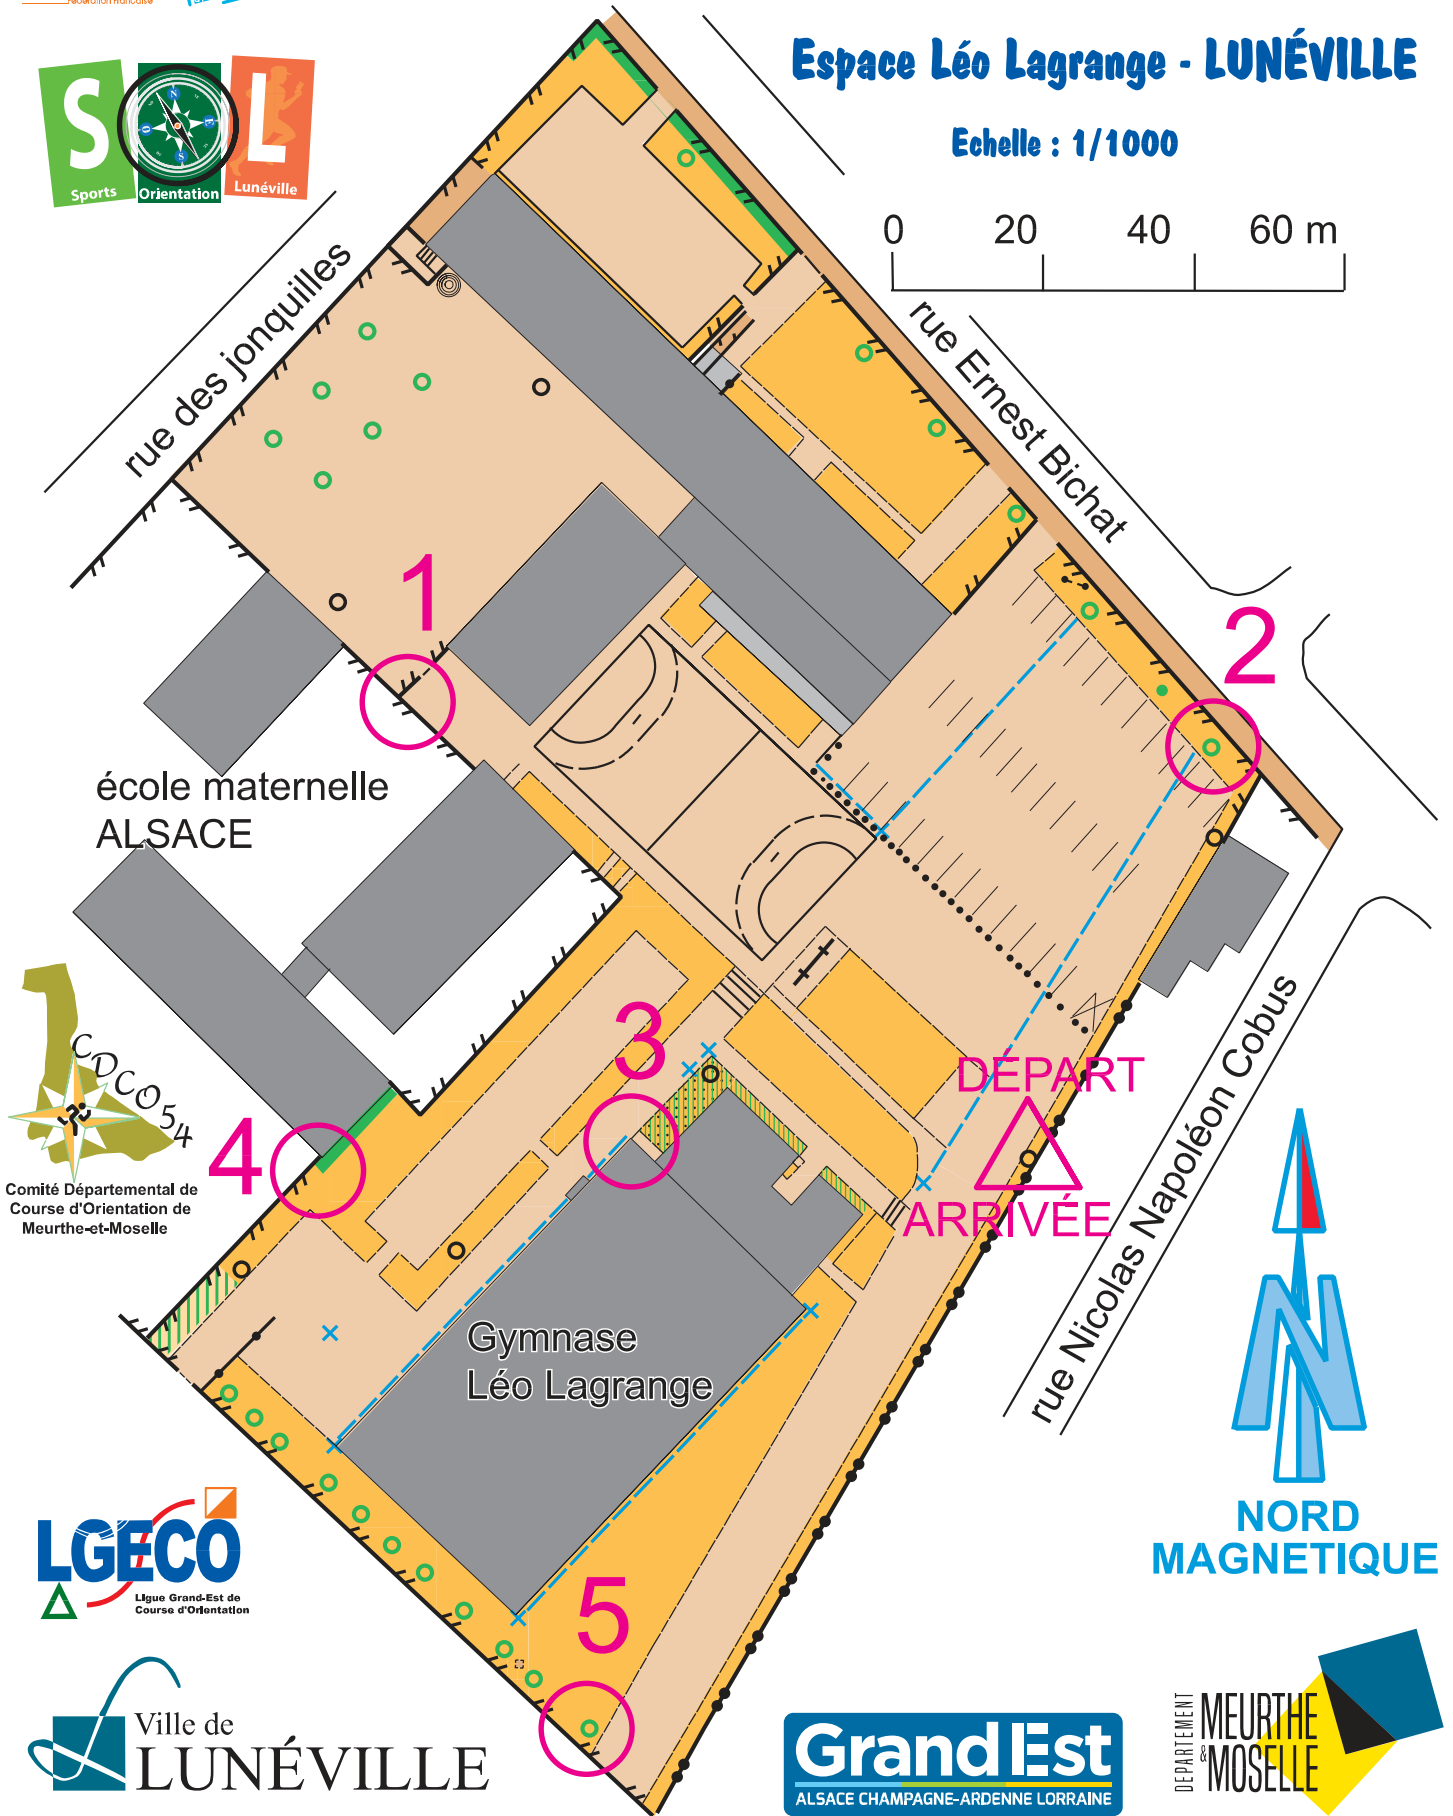 Espace Léo Lagrange - LUNÉVILLE
Echelle : 1/1000
0 20 40 60 m
S O L
Sports Orientation Lunéville
N
E
S
O
rue des jonquilles
rue Ernest Bichat
1
2
école maternelle
ALSACE
3
4
CDCO54
Comité Départemental de
Course d'Orientation de
Meurthe-et-Moselle
DÉPART
ARRIVÉE
rue Nicolas Napoléon Cobus
Gymnase
Léo Lagrange
N
NORD
MAGNETIQUE
LGECO
Ligue Grand-Est de
Course d'Orientation
5
Ville de
LUNÉVILLE
Grand Est
ALSACE CHAMPAGNE-ARDENNE LORRAINE
DEPARTEMENT
MEURTHE
& MOSELLE